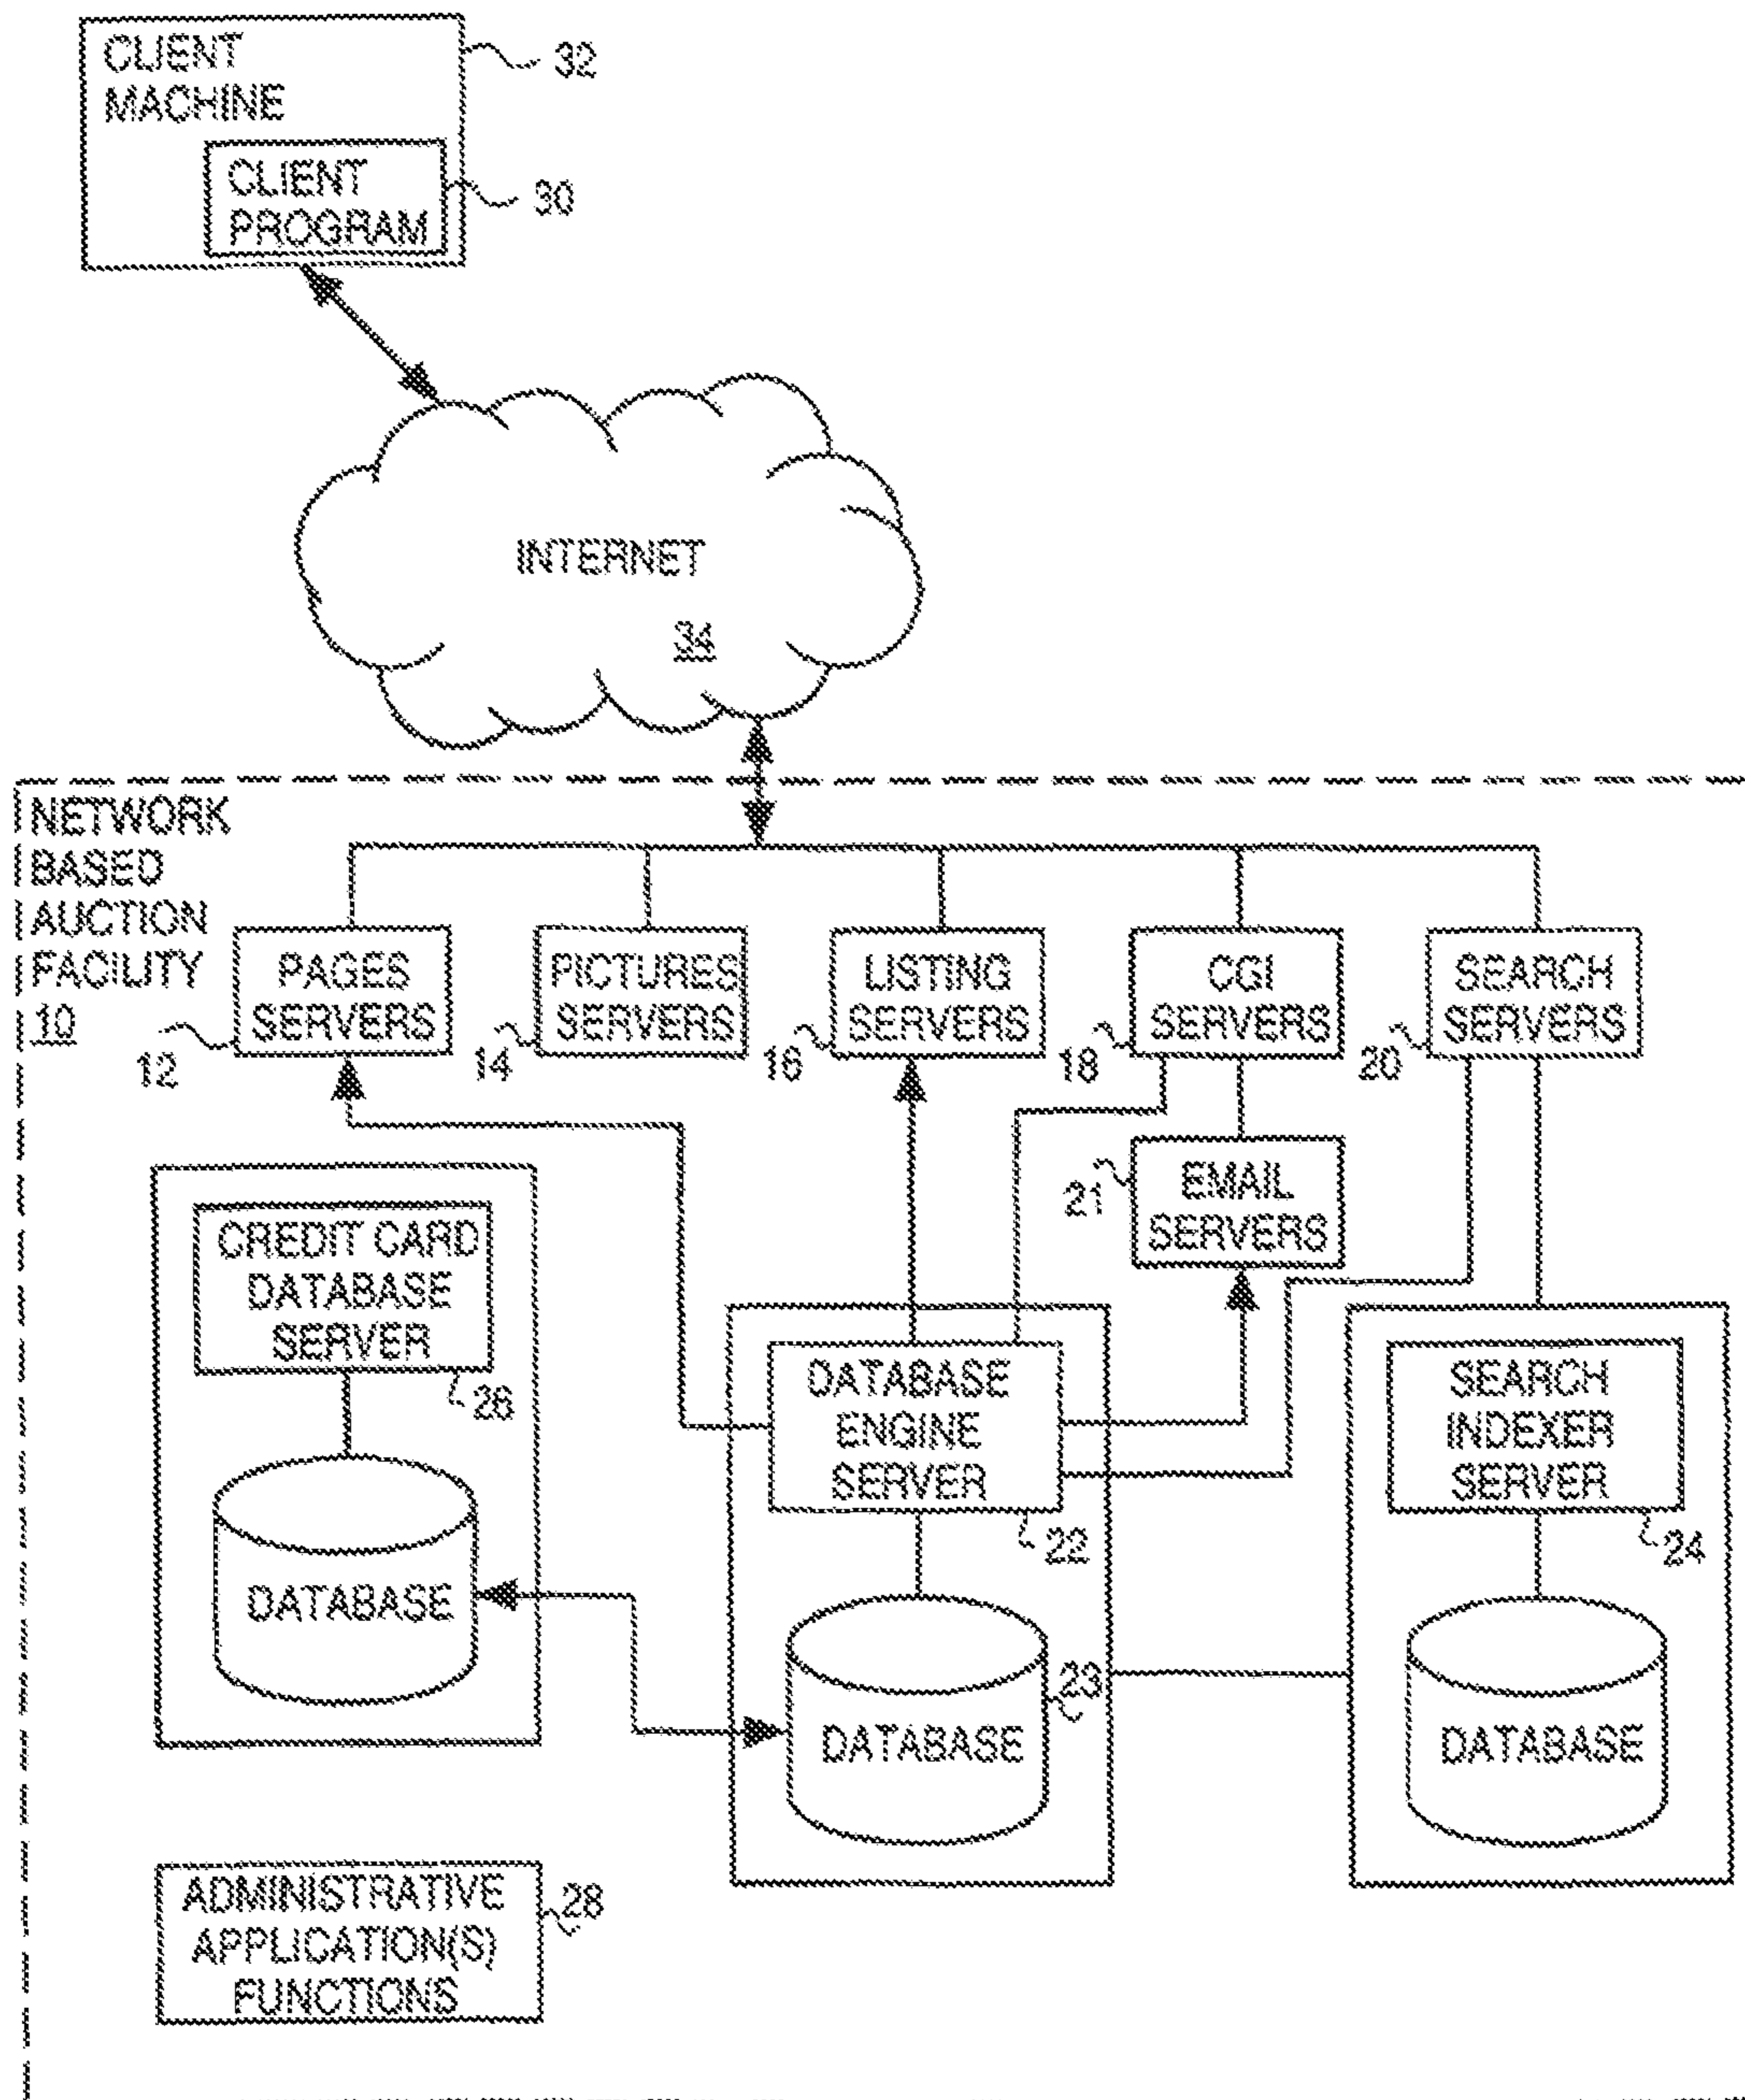 CLIENT
MACHINE
32
CLIENT
PROGRAM
30
INTERNET
34
NETWORK
BASED
AUCTION
FACILITY
10
PAGES
SERVERS
12
PICTURES
SERVERS
14
LISTING
SERVERS
16
CGI
SERVERS
18
SEARCH
SERVERS
20
EMAIL
SERVERS
21
CREDIT CARD
DATABASE
SERVER
26
DATABASE
DATABASE
ENGINE
SERVER
22
DATABASE
23
SEARCH
INDEXER
SERVER
24
DATABASE
ADMINISTRATIVE
APPLICATION(S)
FUNCTIONS
28